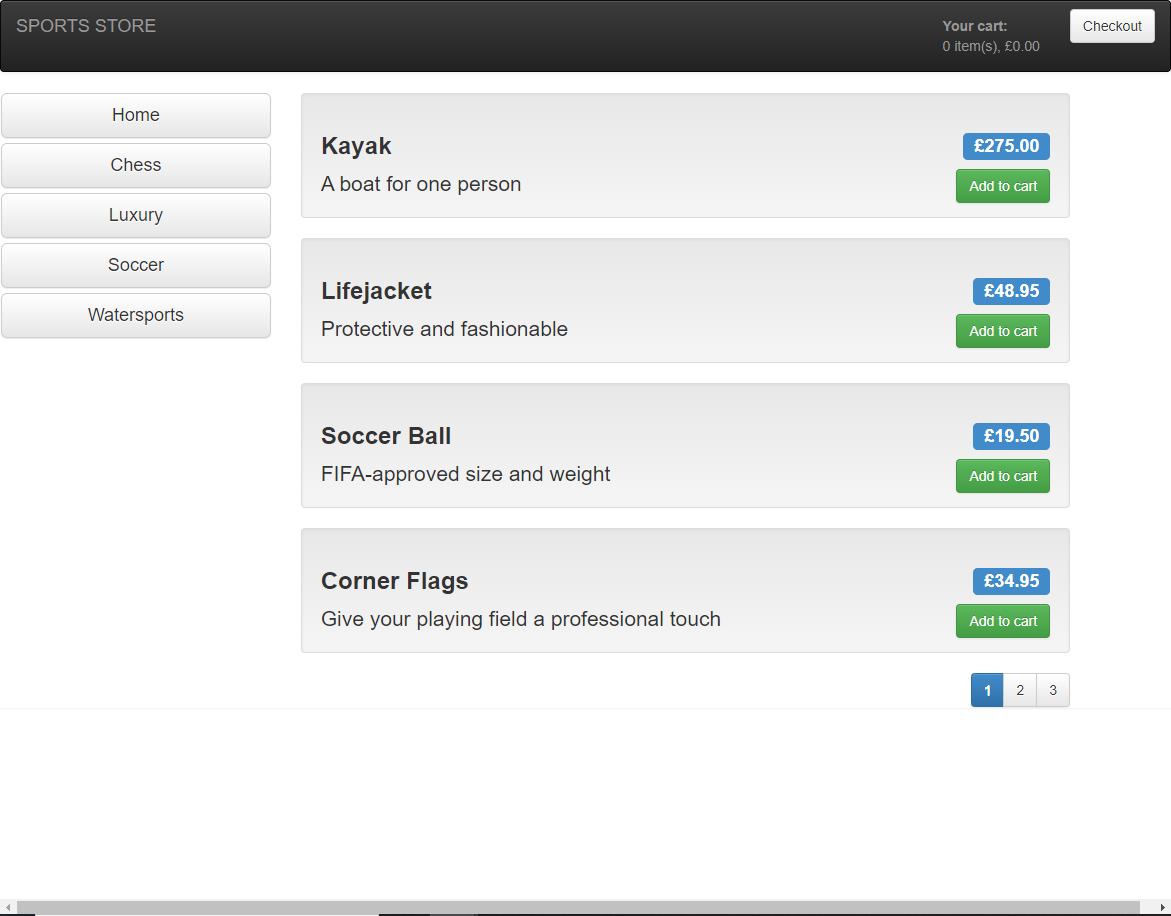 SPORTS STORE
Your cart:
0 item(s), £0.00
Checkout
Home
Chess
Luxury
Soccer
Watersports
Kayak
£275.00
A boat for one person
Add to cart
Lifejacket
£48.95
Protective and fashionable
Add to cart
Soccer Ball
£19.50
FIFA-approved size and weight
Add to cart
Corner Flags
£34.95
Give your playing field a professional touch
Add to cart
1 2 3